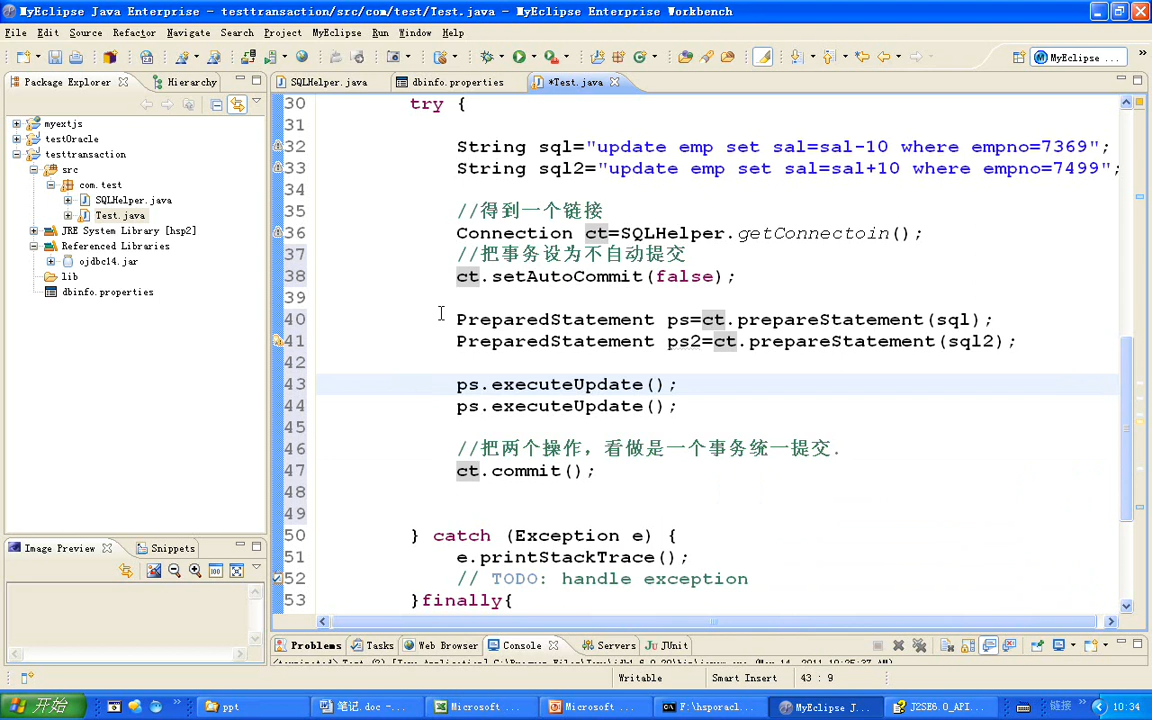 MyEclipse Java Enterprise - testtransaction/src/com/test/Test.java - MyEclipse Enterprise Workbench
File Edit Source Refactor Navigate Search Project MyEclipse Run Window Help
MyEclipse ...
Package Explorer Hierarchy
SQLHelper.java dbinfo.properties *Test.java
myextjs
testOracle
testtransaction
src
com.test
SQLHelper.java
Test.java
JRE System Library [hsp2]
Referenced Libraries
ojdbc14.jar
lib
dbinfo.properties
30 try {
31
32 String sql="update emp set sal=sal-10 where empno=7369";
33 String sql2="update emp set sal=sal+10 where empno=7499";
34
35 //得到一个链接
36 Connection ct=SQLHelper.getConnectoin();
37 //把事务设为不自动提交
38 ct.setAutoCommit(false);
39
40 PreparedStatement ps=ct.prepareStatement(sql);
41 PreparedStatement ps2=ct.prepareStatement(sql2);
42
43 ps.executeUpdate();
44 ps.executeUpdate();
45
46 //把两个操作，看做是一个事务统一提交.
47 ct.commit();
48
49
50 } catch (Exception e) {
51 e.printStackTrace();
52 // TODO: handle exception
53 }finally{
Image Preview Snippets
Problems Tasks Web Browser Console Servers JUnit
Writable Smart Insert 43 : 9
开始 ppt 笔记.doc -... Microsoft ... Microsoft ... F:\hsporacl... MyEclipse J... J2SE6.0_API... 链接 10:34